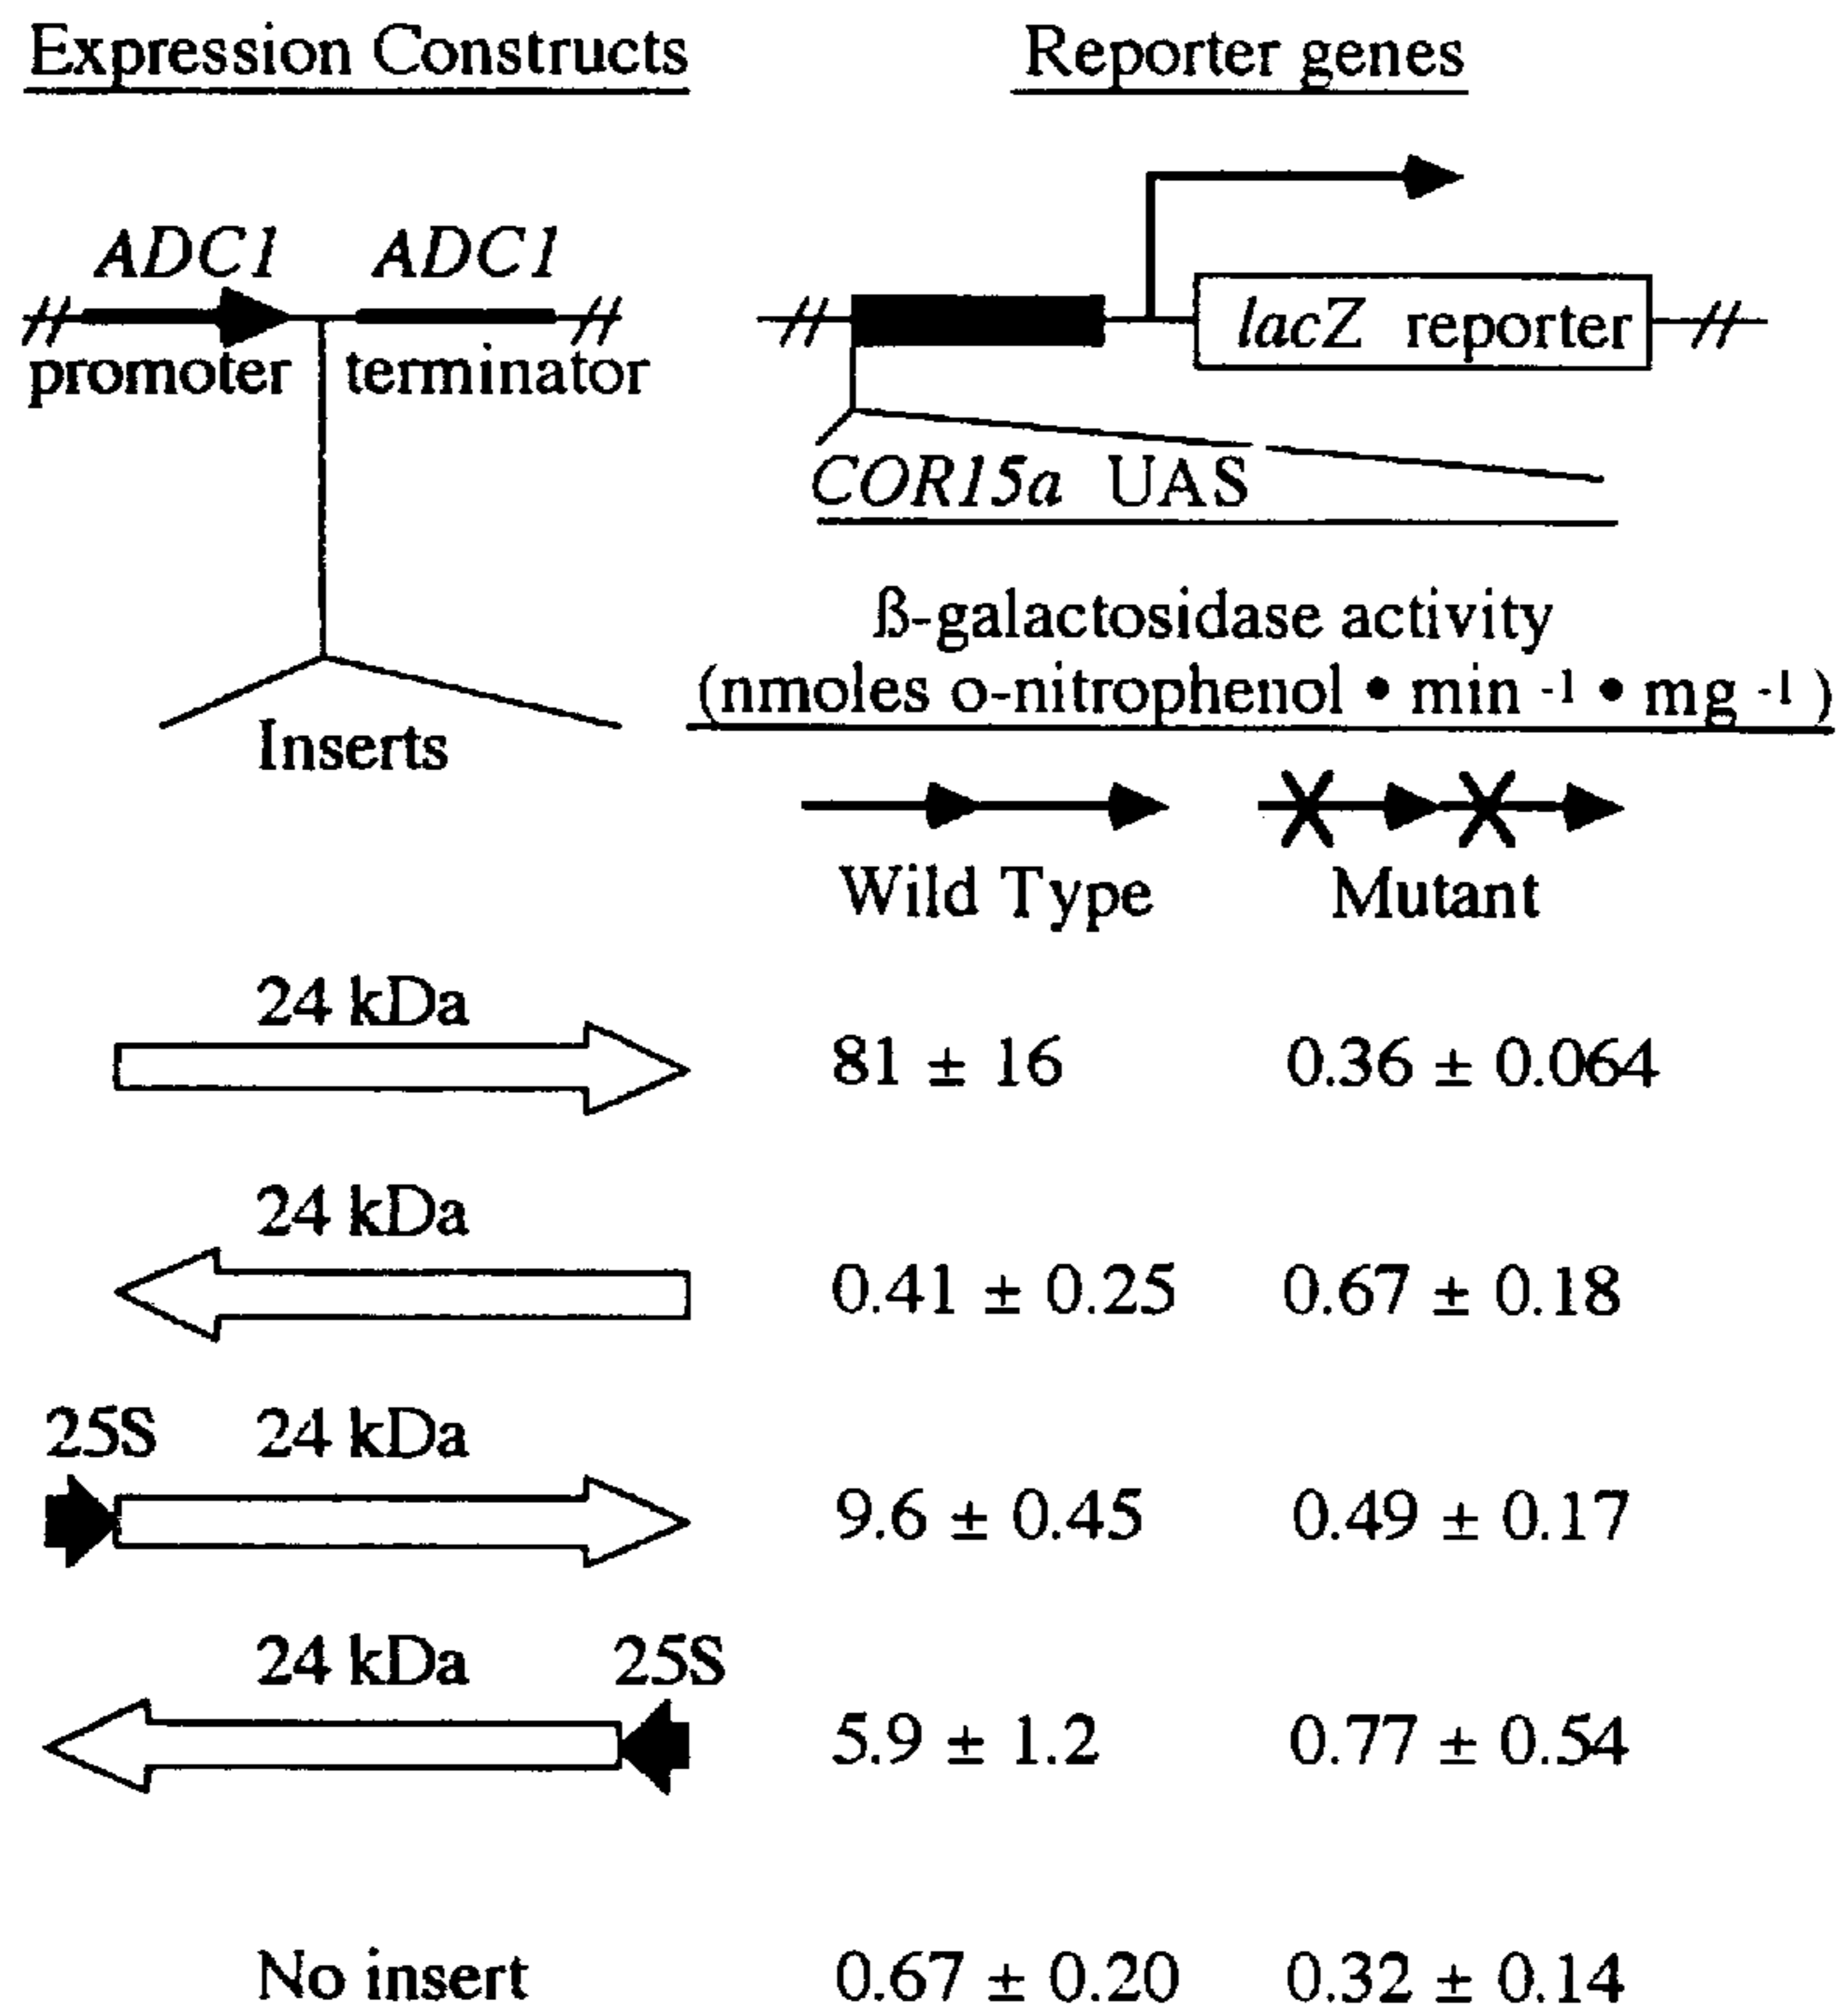 Expression Constructs Reporter genes
ADC1 ADC1
promoter terminator
lacZ reporter
COR15a UAS
ß-galactosidase activity
(nmoles o-nitrophenol • min -1 • mg -1 )
Inserts
Wild Type Mutant
24 kDa
81 ± 16 0.36 ± 0.064
24 kDa
0.41 ± 0.25 0.67 ± 0.18
25S 24 kDa
9.6 ± 0.45 0.49 ± 0.17
24 kDa 25S
5.9 ± 1.2 0.77 ± 0.54
No insert 0.67 ± 0.20 0.32 ± 0.14